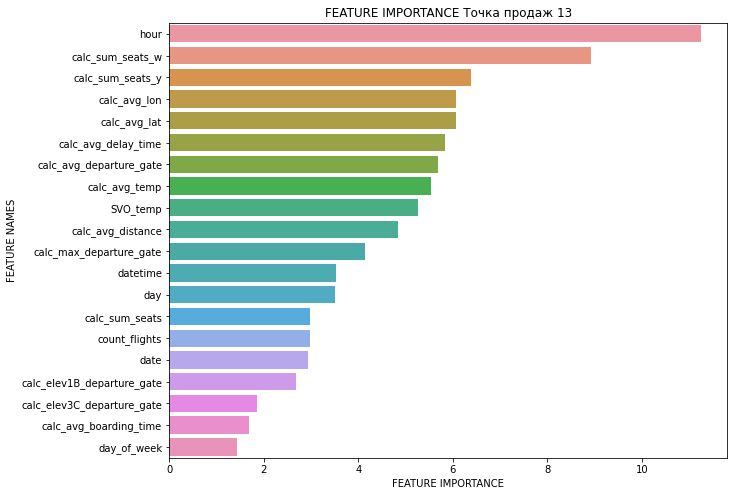 FEATURE IMPORTANCE Точка продаж 13
hour
calc_sum_seats_w
calc_sum_seats_y
calc_avg_lon
calc_avg_lat
calc_avg_delay_time
calc_avg_departure_gate
calc_avg_temp
SVO_temp
calc_avg_distance
calc_max_departure_gate
datetime
day
calc_sum_seats
count_flights
date
calc_elev1B_departure_gate
calc_elev3C_departure_gate
calc_avg_boarding_time
day_of_week
FEATURE NAMES
0 2 4 6 8 10
FEATURE IMPORTANCE